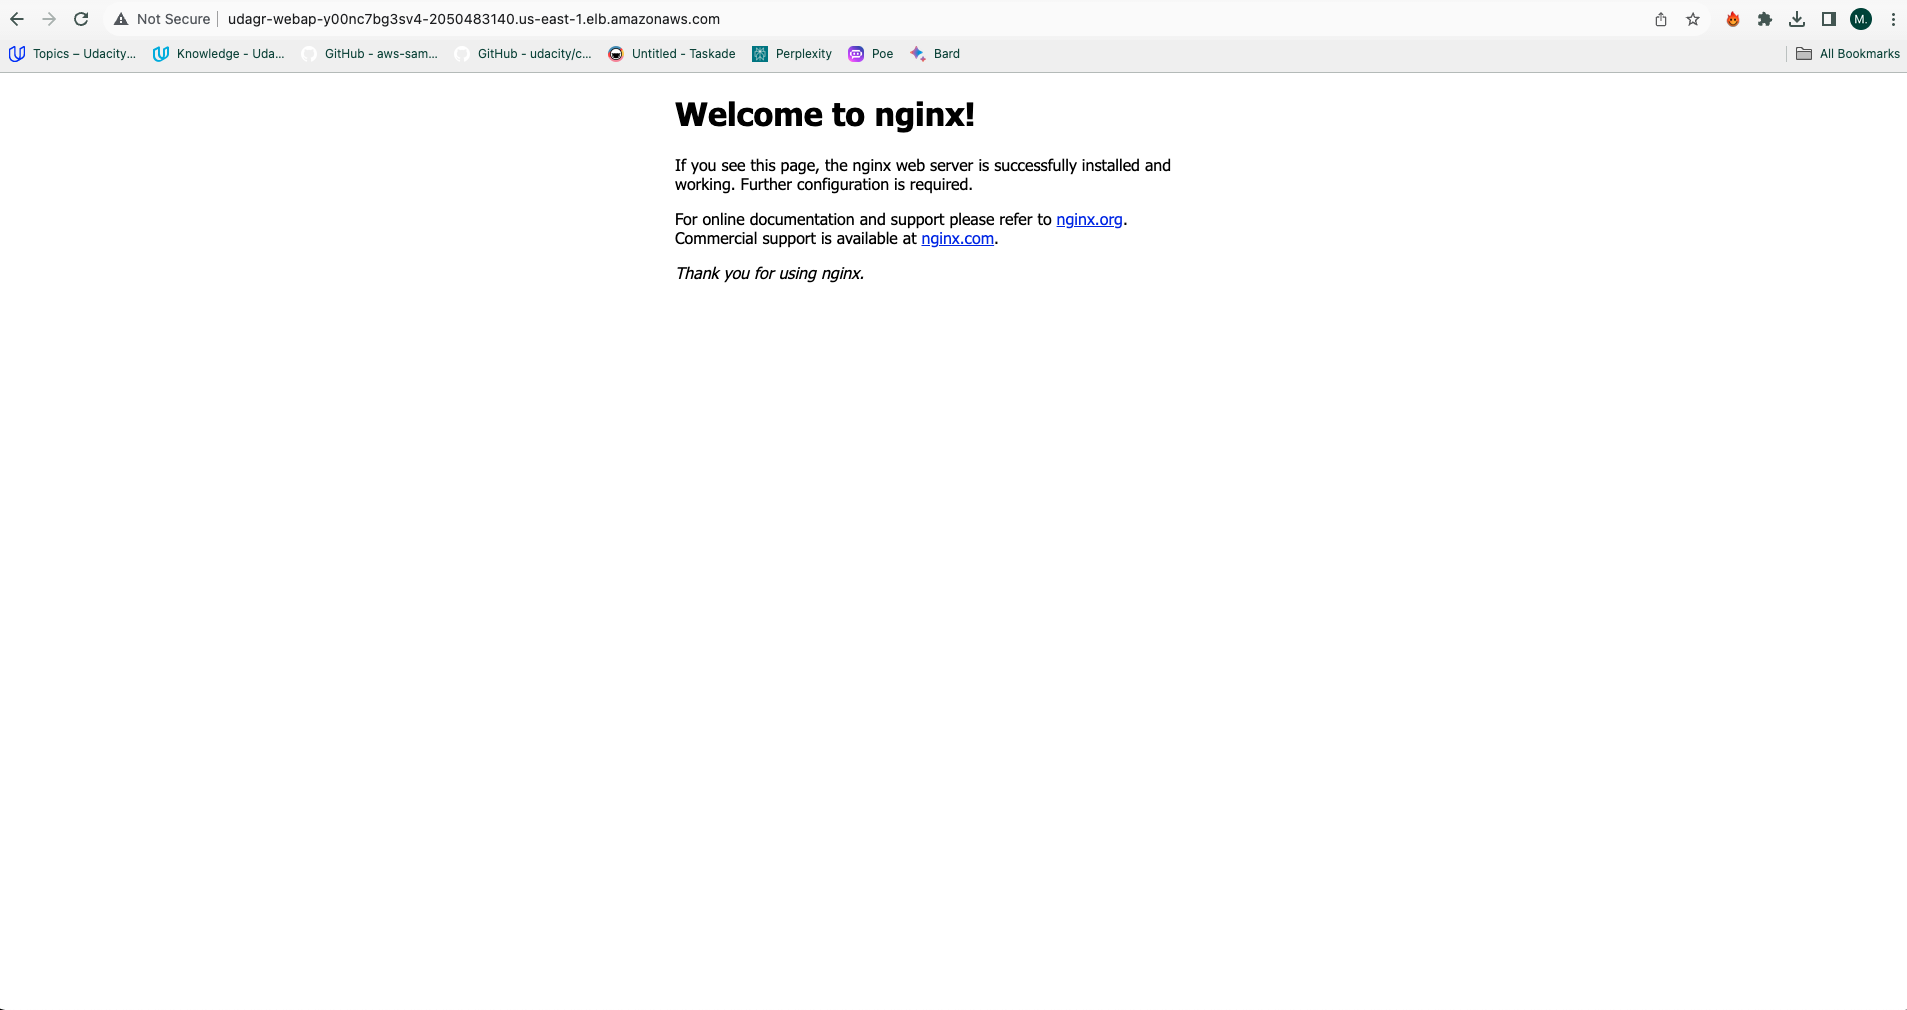 Not Secure udagr-webap-y00nc7bg3sv4-2050483140.us-east-1.elb.amazonaws.com M.
Topics – Udacity... Knowledge - Uda... GitHub - aws-sam... GitHub - udacity/c... Untitled - Taskade Perplexity Poe Bard All Bookmarks
Welcome to nginx!
If you see this page, the nginx web server is successfully installed and
working. Further configuration is required.
For online documentation and support please refer to nginx.org.
Commercial support is available at nginx.com.
Thank you for using nginx.